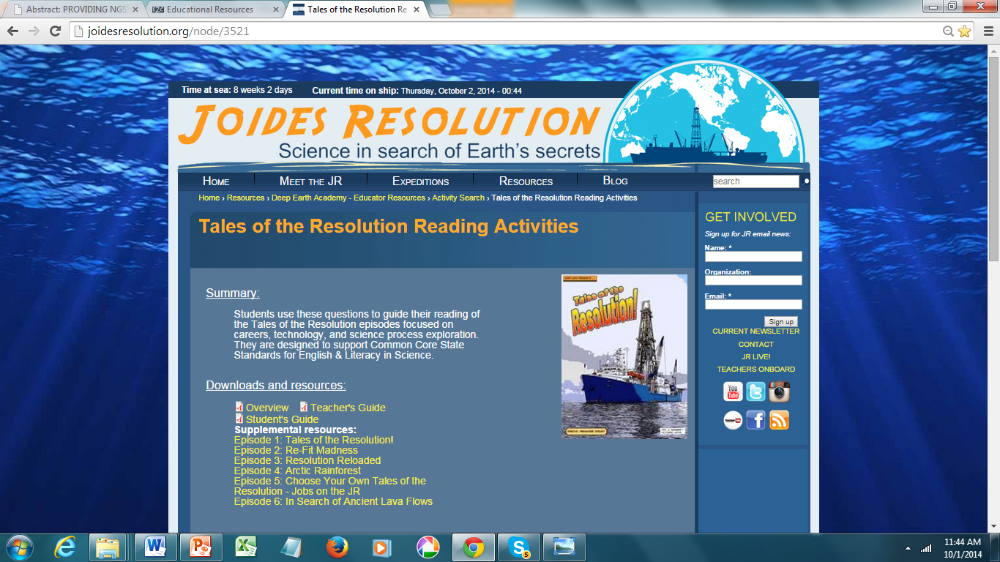 Abstract: PROVIDING NGS
Educational Resources
Tales of the Resolution Re
joidesresolution.org/node/3521
Time at sea: 8 weeks 2 days
Current time on ship: Thursday, October 2, 2014 - 00:44
JOIDES RESOLUTION
Science in search of Earth's secrets
HOME
MEET THE JR
EXPEDITIONS
RESOURCES
BLOG
search
Home › Resources › Deep Earth Academy - Educator Resources › Activity Search › Tales of the Resolution Reading Activities
Tales of the Resolution Reading Activities
Summary:
Students use these questions to guide their reading of
the Tales of the Resolution episodes focused on
careers, technology, and science process exploration.
They are designed to support Common Core State
Standards for English & Literacy in Science.
Downloads and resources:
Overview
Teacher's Guide
Student's Guide
Supplemental resources:
Episode 1: Tales of the Resolution!
Episode 2: Re-Fit Madness
Episode 3: Resolution Reloaded
Episode 4: Arctic Rainforest
Episode 5: Choose Your Own Tales of the
Resolution - Jobs on the JR
Episode 6: In Search of Ancient Lava Flows
Tales of the
Resolution!
GET INVOLVED
Sign up for JR email news:
Name: *
Organization:
Email: *
Sign up
CURRENT NEWSLETTER
CONTACT
JR LIVE!
TEACHERS ONBOARD
You
Tube
5
11:44 AM
10/1/2014